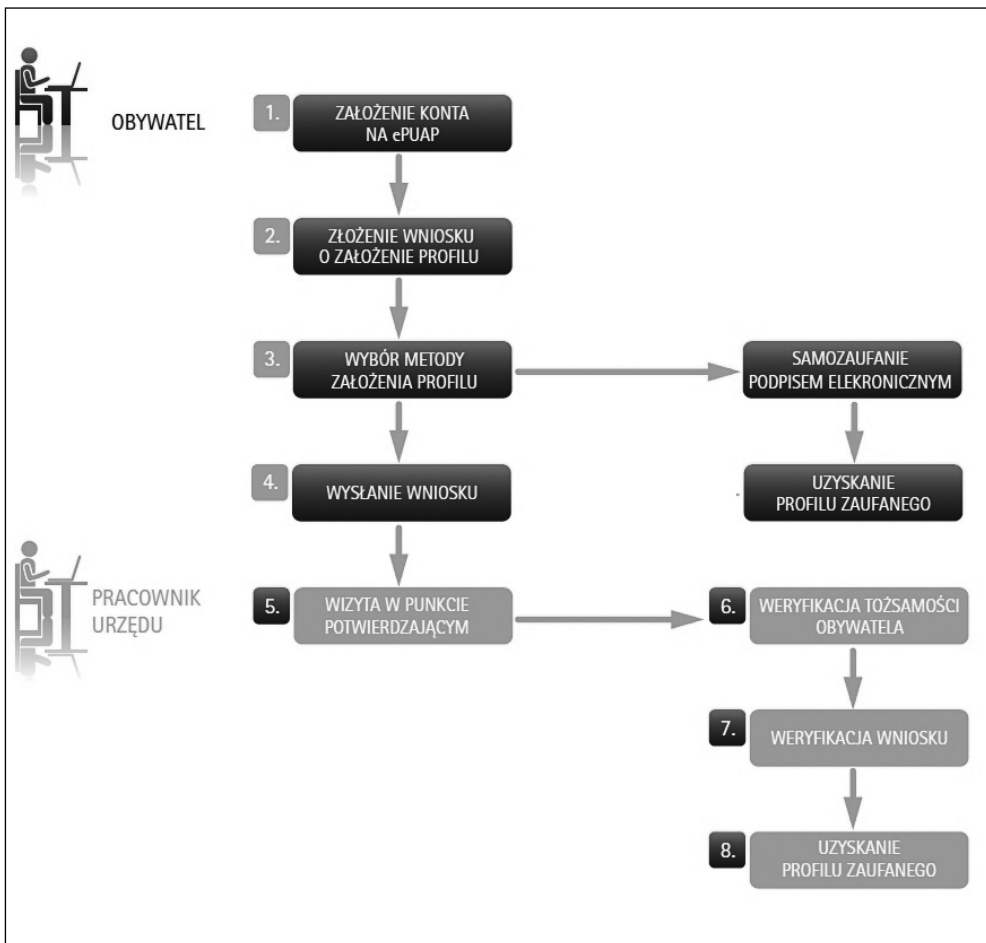 OBYWATEL
1.
ZAŁOŻENIE KONTA
NA ePUAP
2.
ZŁOŻENIE WNIOSKU
O ZAŁOŻENIE PROFILU
3.
WYBÓR METODY
ZAŁOŻENIA PROFILU
SAMOZAUFANIE
PODPISEM ELEKRONICZNYM
4.
WYSŁANIE WNIOSKU
UZYSKANIE
PROFILU ZAUFANEGO
PRACOWNIK
URZĘDU
5.
WIZYTA W PUNKCIE
POTWIERDZAJĄCYM
6.
WERYFIKACJA TOŻSAMOŚCI
OBYWATELA
7.
WERYFIKACJA WNIOSKU
8.
UZYSKANIE
PROFILU ZAUFANEGO